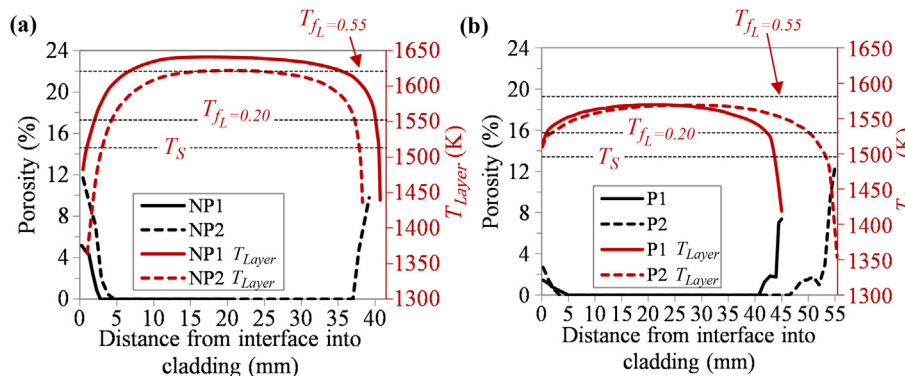 (a)
T_{f_L=0.55}
24
20
16
12
8
4
0
Porosity (%)
T_{f_L=0.20}
T_S
NP1
NP2
NP1 T_{Layer}
NP2 T_{Layer}
1650
1600
1550
1500
1450
1400
1350
1300
T_{Layer} (K)
0 5 10 15 20 25 30 35 40
Distance from interface into
cladding (mm)
(b)
T_{f_L=0.55}
24
20
16
12
8
4
0
Porosity (%)
T_{f_L=0.20}
T_S
P1
P2
P1 T_{Layer}
P2 T_{Layer}
1650
1600
1550
1500
1450
1400
1350
1300
(K)
0 5 10 15 20 25 30 35 40 45 50 55
Distance from interface into
cladding (mm)